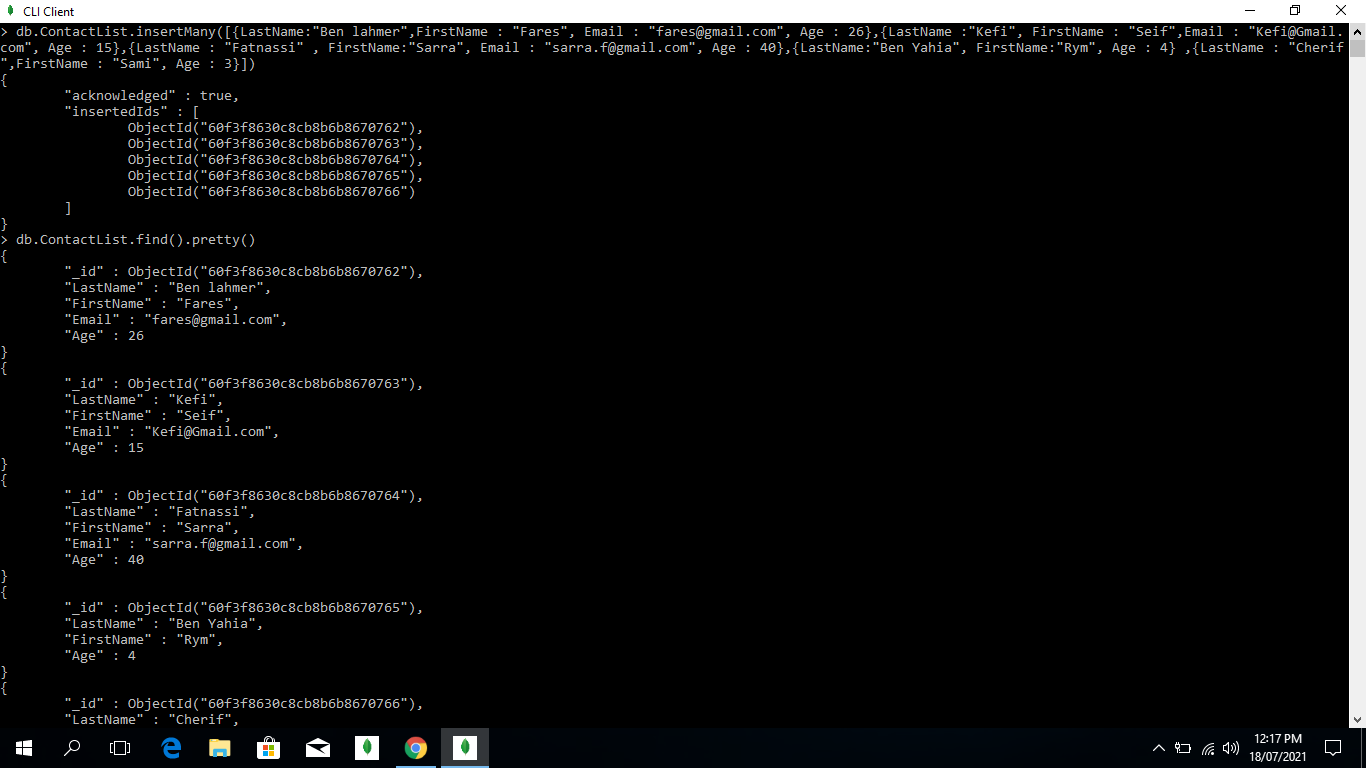 CLI Client
> db.ContactList.insertMany([{LastName:"Ben lahmer",FirstName : "Fares", Email : "fares@gmail.com", Age : 26},{LastName :"Kefi", FirstName : "Seif",Email : "Kefi@Gmail.
com", Age : 15},{LastName : "Fatnassi" , FirstName:"Sarra", Email : "sarra.f@gmail.com", Age : 40},{LastName:"Ben Yahia", FirstName:"Rym", Age : 4} ,{LastName : "Cherif
",FirstName : "Sami", Age : 3}])
{
        "acknowledged" : true,
        "insertedIds" : [
                ObjectId("60f3f8630c8cb8b6b8670762"),
                ObjectId("60f3f8630c8cb8b6b8670763"),
                ObjectId("60f3f8630c8cb8b6b8670764"),
                ObjectId("60f3f8630c8cb8b6b8670765"),
                ObjectId("60f3f8630c8cb8b6b8670766")
        ]
}
> db.ContactList.find().pretty()
{
        "_id" : ObjectId("60f3f8630c8cb8b6b8670762"),
        "LastName" : "Ben lahmer",
        "FirstName" : "Fares",
        "Email" : "fares@gmail.com",
        "Age" : 26
}
{
        "_id" : ObjectId("60f3f8630c8cb8b6b8670763"),
        "LastName" : "Kefi",
        "FirstName" : "Seif",
        "Email" : "Kefi@Gmail.com",
        "Age" : 15
}
{
        "_id" : ObjectId("60f3f8630c8cb8b6b8670764"),
        "LastName" : "Fatnassi",
        "FirstName" : "Sarra",
        "Email" : "sarra.f@gmail.com",
        "Age" : 40
}
{
        "_id" : ObjectId("60f3f8630c8cb8b6b8670765"),
        "LastName" : "Ben Yahia",
        "FirstName" : "Rym",
        "Age" : 4
}
{
        "_id" : ObjectId("60f3f8630c8cb8b6b8670766"),
        "LastName" : "Cherif",
12:17 PM
18/07/2021